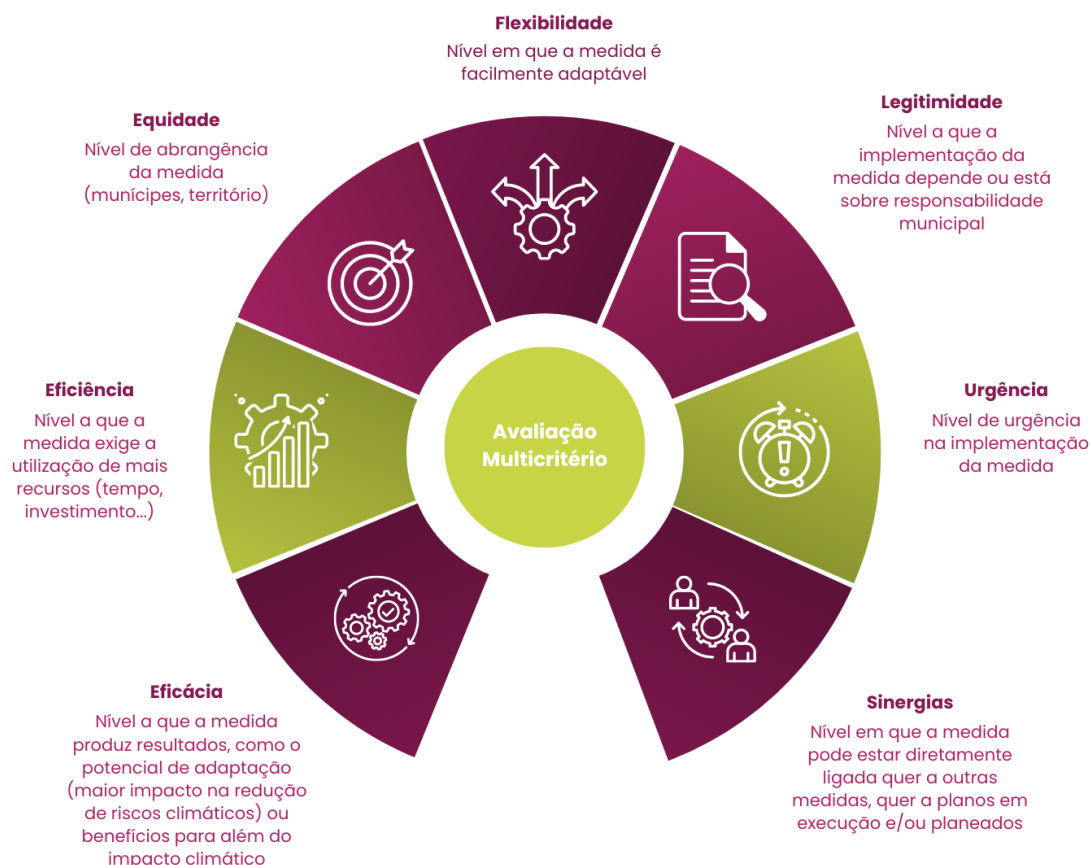 Flexibilidade
Nível em que a medida é
facilmente adaptável
Legitimidade
Nível a que a
implementação da
medida depende ou está
sobre responsabilidade
municipal
Equidade
Nível de abrangência
da medida
(munícipes, território)
Eficiência
Nível a que a
medida exige a
utilização de mais
recursos (tempo,
investimento...)
Urgência
Nível de urgência
na implementação
da medida
Avaliação
Multicritério
Eficácia
Nível a que a medida
produz resultados, como o
potencial de adaptação
(maior impacto na redução
de riscos climáticos) ou
benefícios para além do
impacto climático
Sinergias
Nível em que a medida
pode estar diretamente
ligada quer a outras
medidas, quer a planos em
execução e/ou planeados